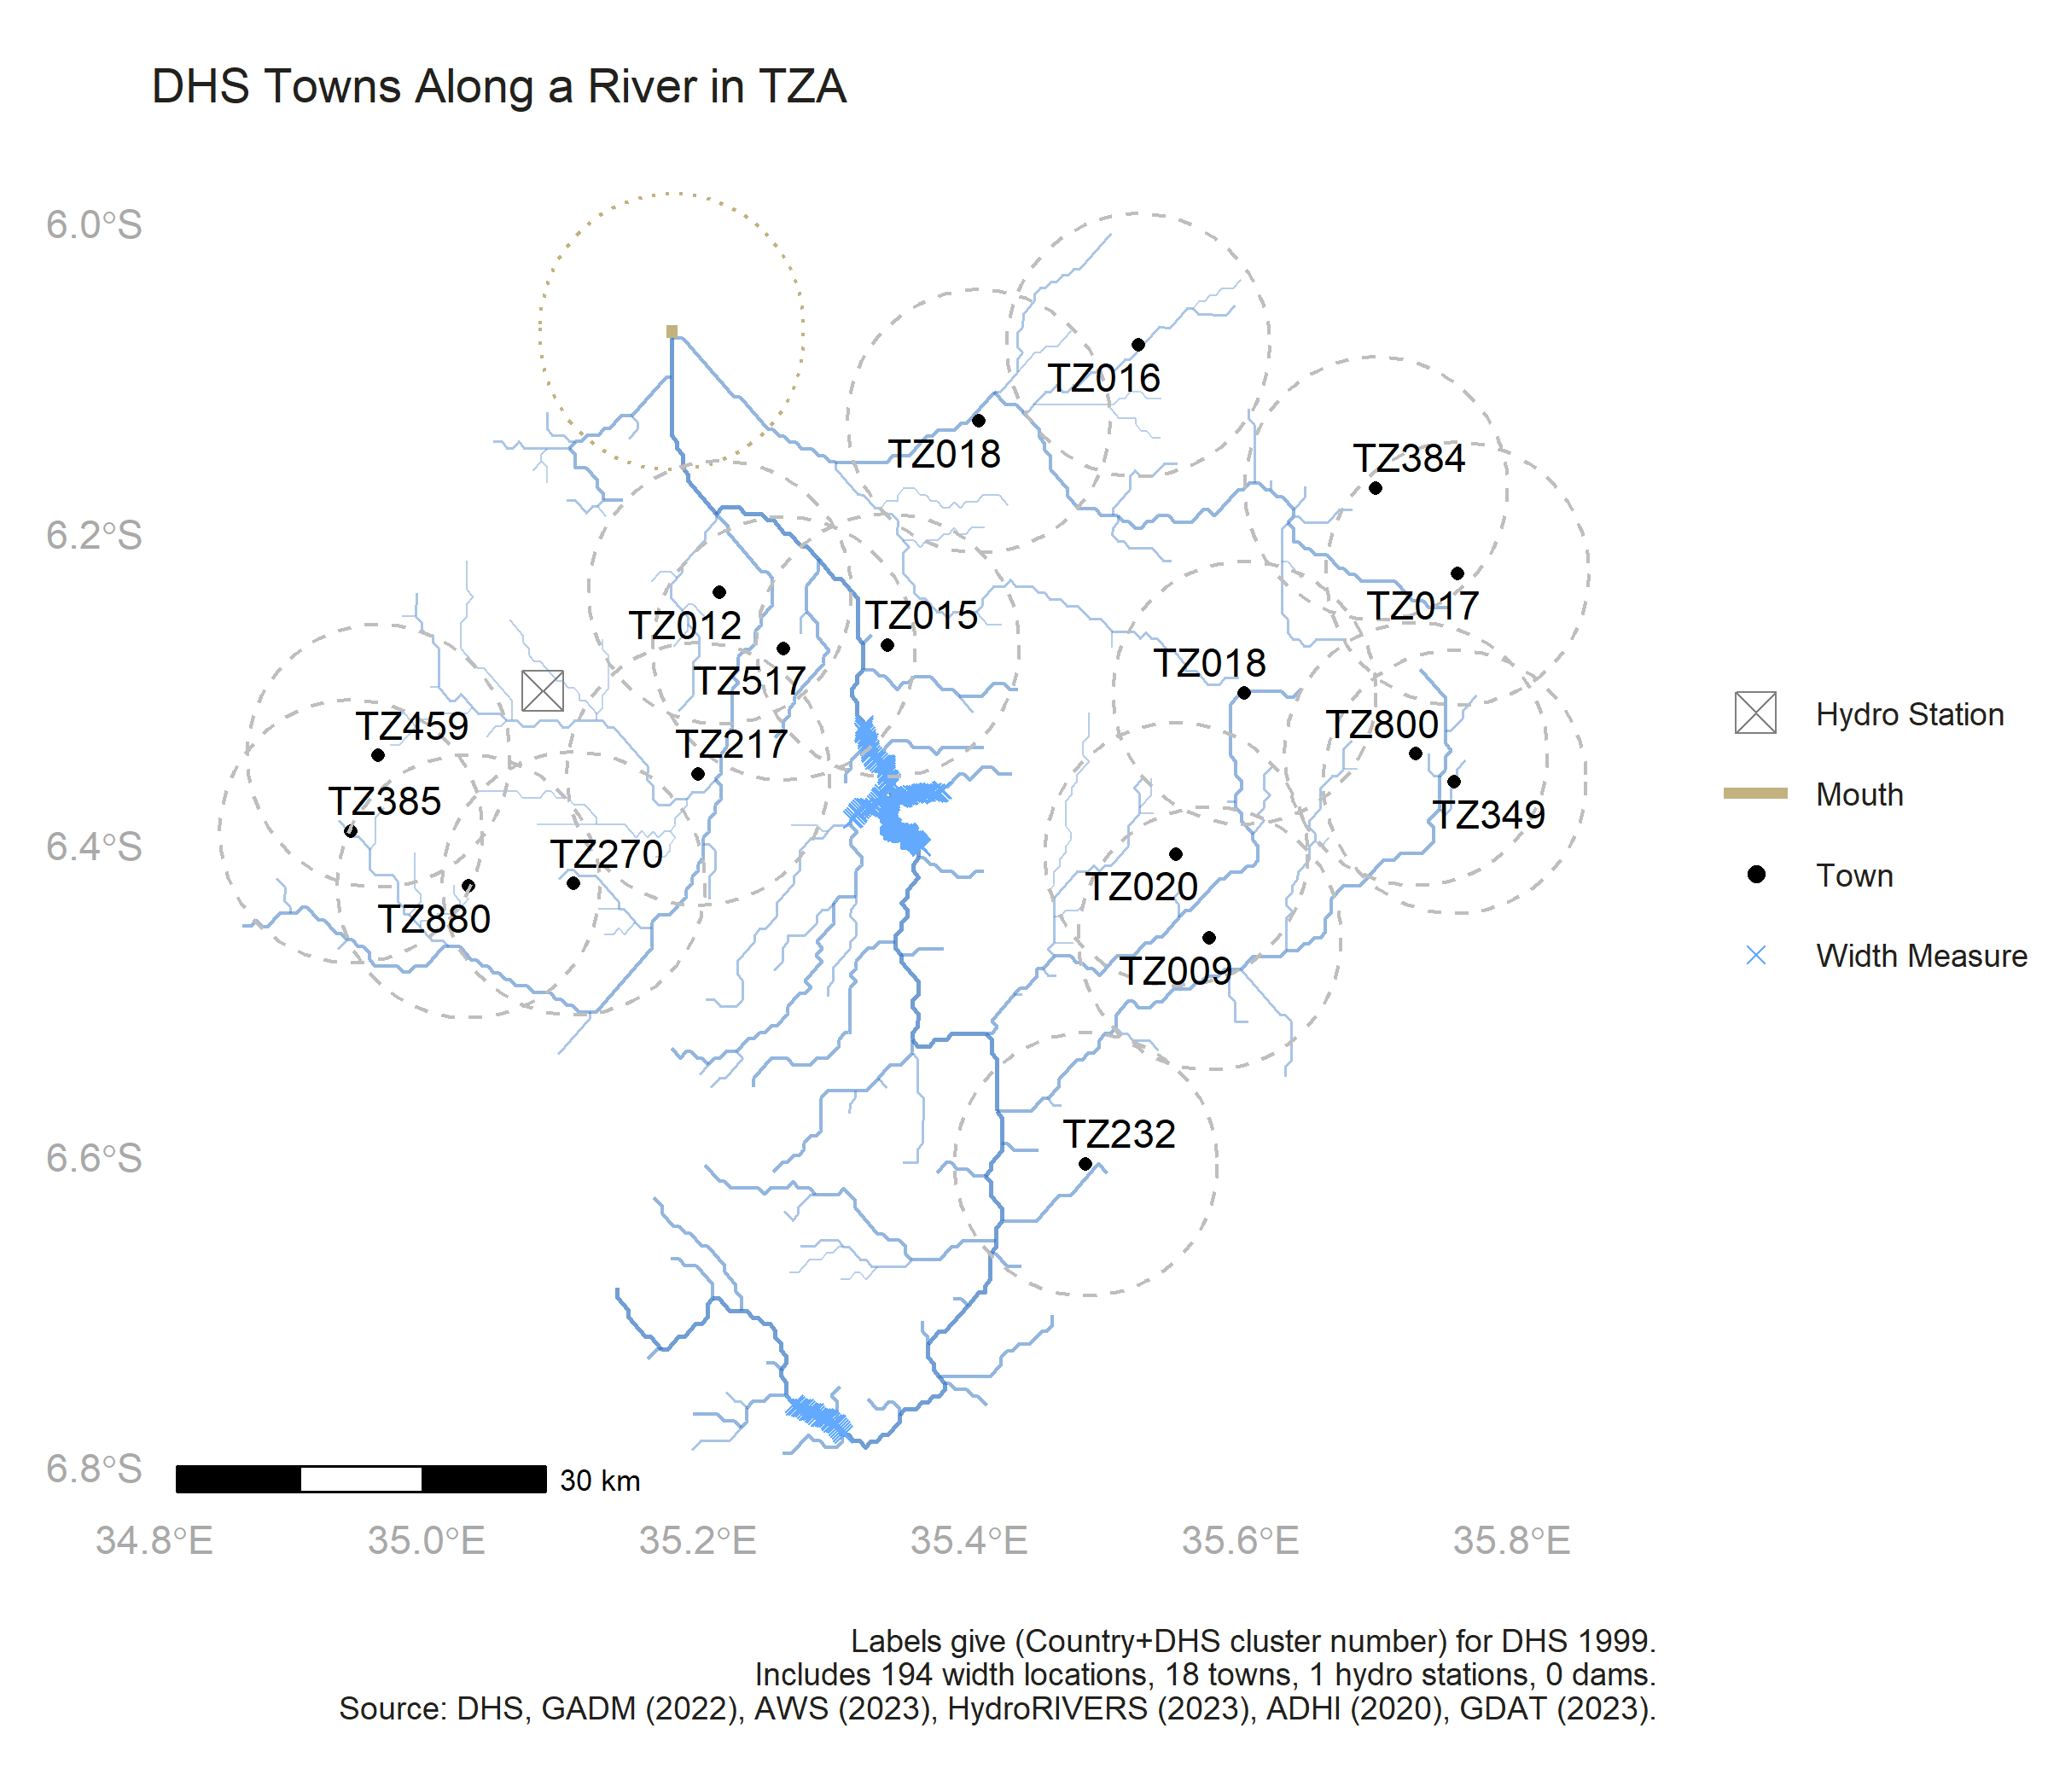 DHS Towns Along a River in TZA
6.0°S
6.2°S
6.4°S
6.6°S
6.8°S
TZ016
TZ018
TZ384
TZ017
TZ012
TZ015
TZ517
TZ018
TZ459
TZ217
TZ800
TZ385
TZ349
TZ270
TZ020
TZ880
TZ009
TZ232
Hydro Station
Mouth
Town
Width Measure
30 km
34.8°E
35.0°E
35.2°E
35.4°E
35.6°E
35.8°E
Labels give (Country+DHS cluster number) for DHS 1999.
Includes 194 width locations, 18 towns, 1 hydro stations, 0 dams.
Source: DHS, GADM (2022), AWS (2023), HydroRIVERS (2023), ADHI (2020), GDAT (2023).